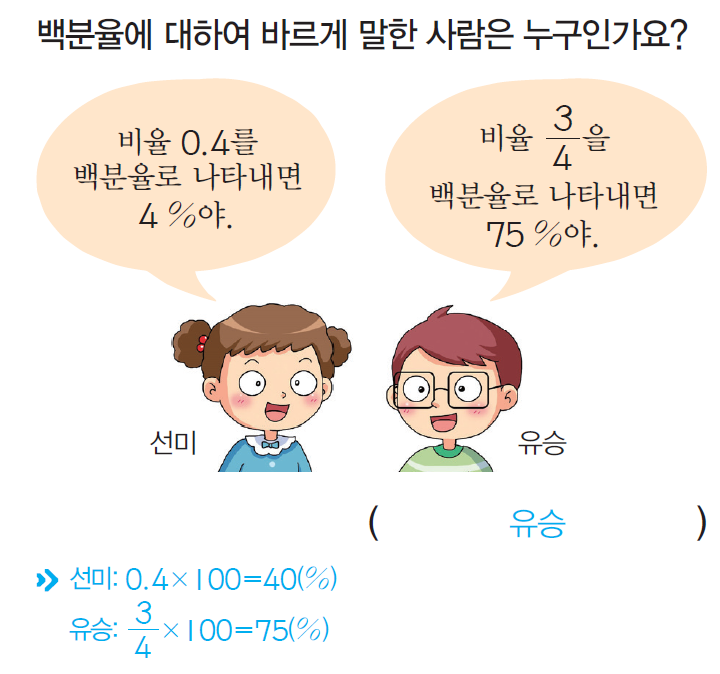 백분율에 대하여 바르게 말한 사람은 누구인가요?
비율 0.4를
백분율로 나타내면
4 %야.
비율 3/4을
백분율로 나타내면
75 %야.
선미
유승
( 유승 )
» 선미: 0.4×100=40(%)
유승: 3/4×100=75(%)